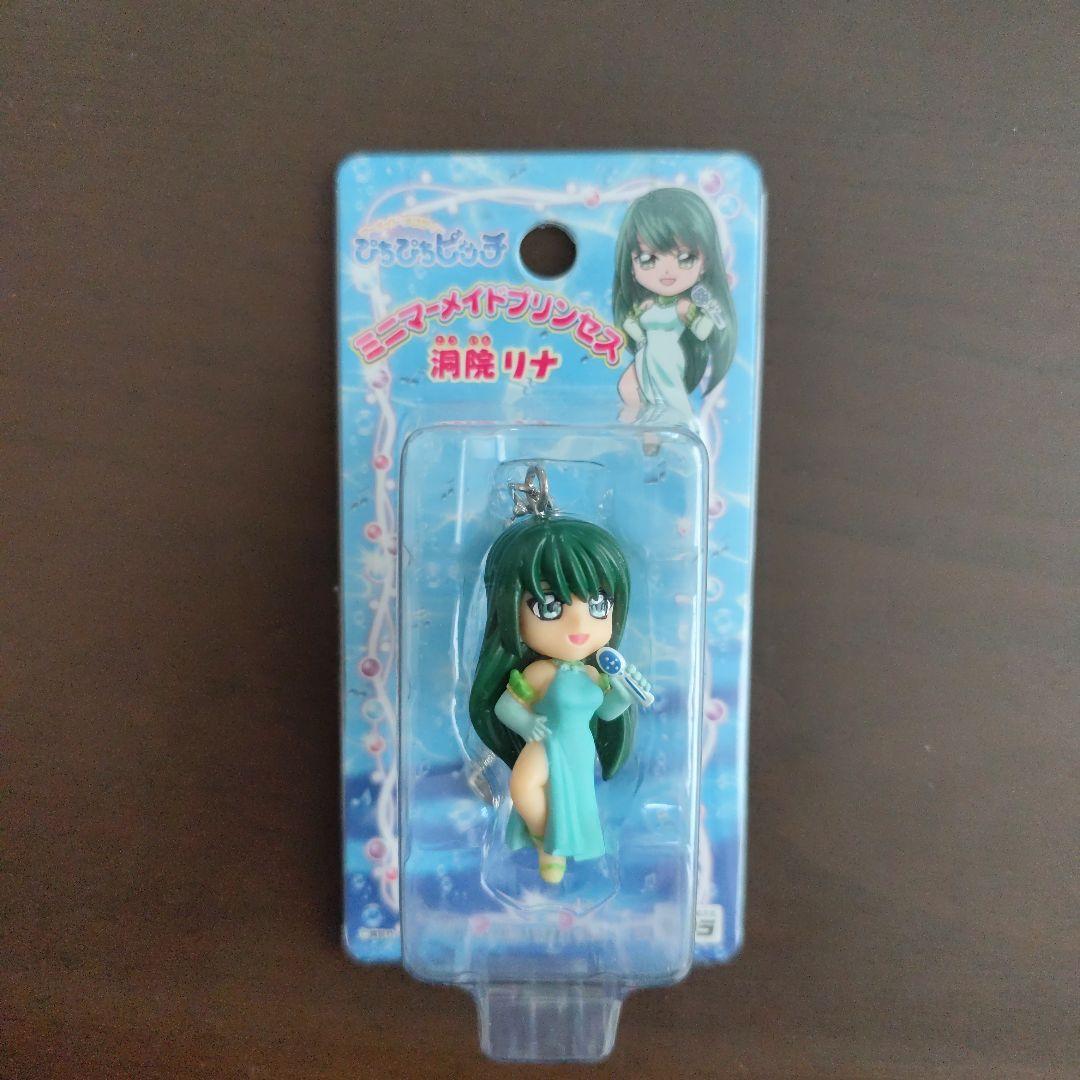 ぴちぴちピッチ
ミニマーメイドプリンセス
洞院リナ